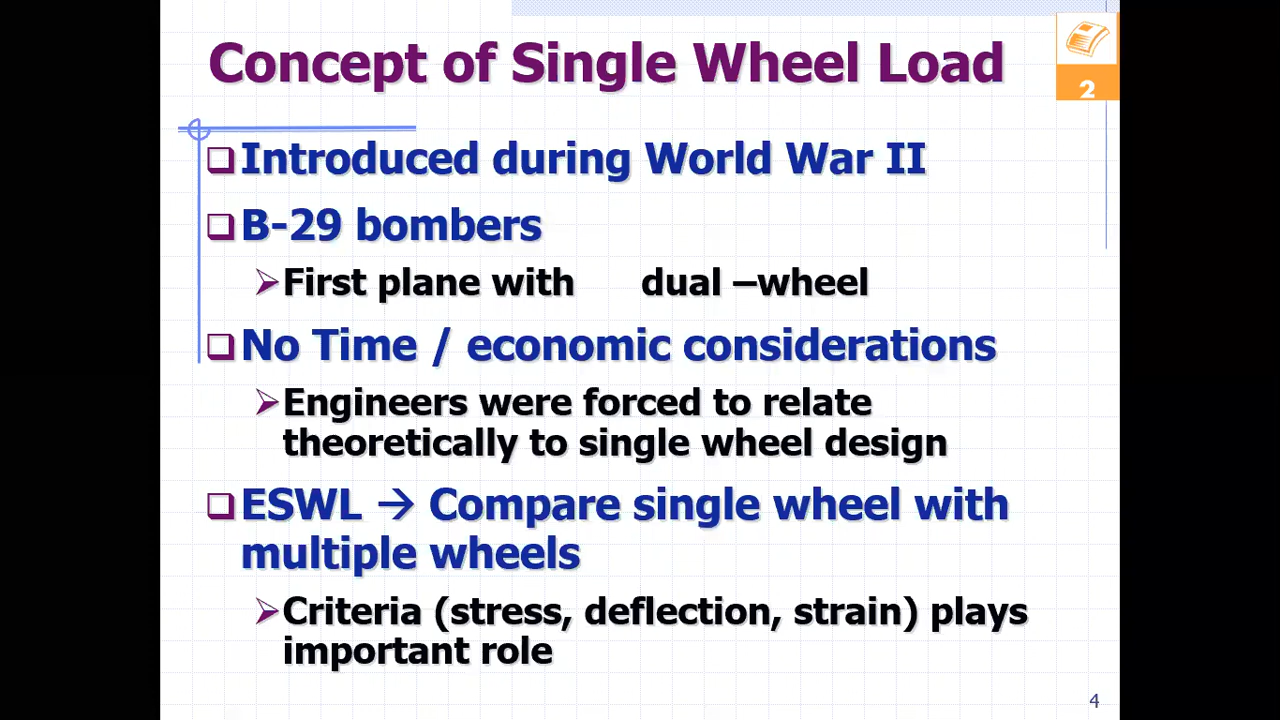 Concept of Single Wheel Load
2
❑Introduced during World War II
❑B-29 bombers
➢First plane with dual –wheel
❑No Time / economic considerations
➢Engineers were forced to relate
theoretically to single wheel design
❑ESWL → Compare single wheel with
multiple wheels
➢Criteria (stress, deflection, strain) plays
important role
4